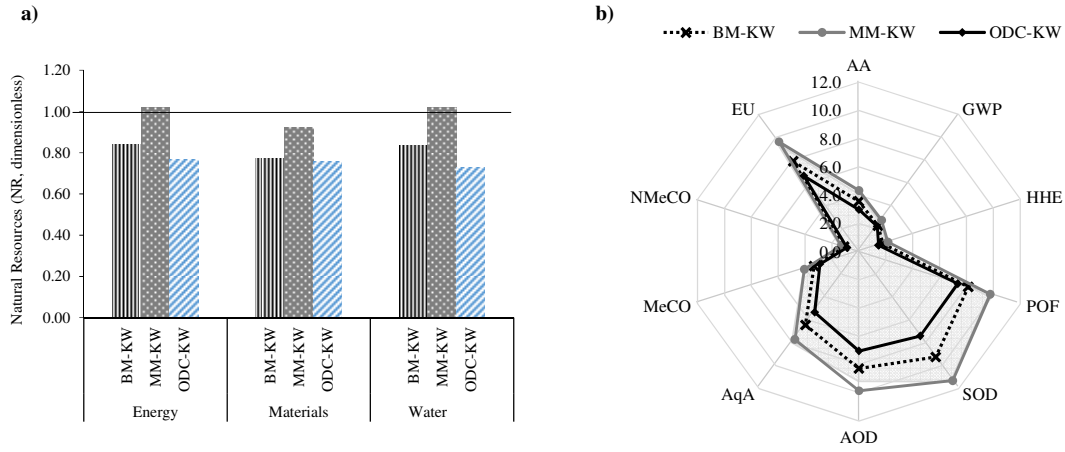 a)
Natural Resources (NR, dimensionless)
1.20
1.00
0.80
0.60
0.40
0.20
0.00
BM-KW
MM-KW
ODC-KW
BM-KW
MM-KW
ODC-KW
BM-KW
MM-KW
ODC-KW
Energy
Materials
Water
b)
BM-KW MM-KW ODC-KW
12.0
10.0
8.0
6.0
4.0
2.0
0.0
AA
GWP
HHE
POF
SOD
AOD
AqA
MeCO
NMeCO
EU